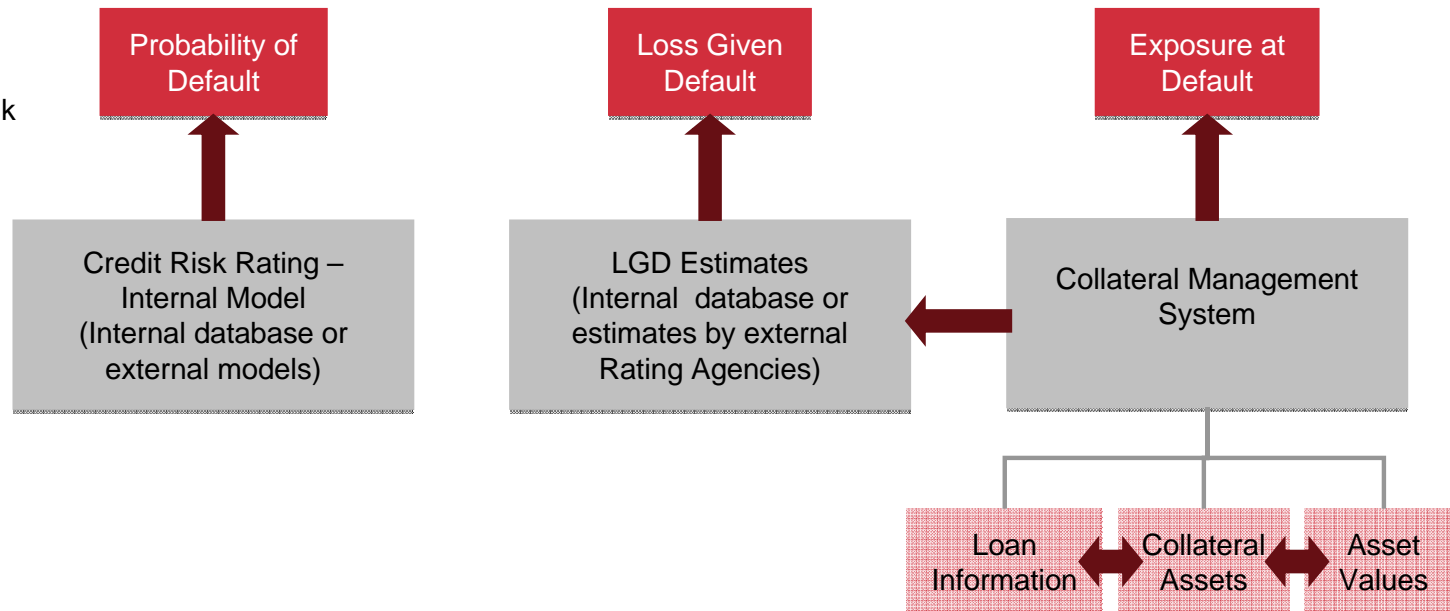 Probability of
Default
Loss Given
Default
Exposure at
Default
k
Credit Risk Rating –
Internal Model
(Internal database or
external models)
LGD Estimates
(Internal database or
estimates by external
Rating Agencies)
Collateral Management
System
Loan
Information
Collateral
Assets
Asset
Values